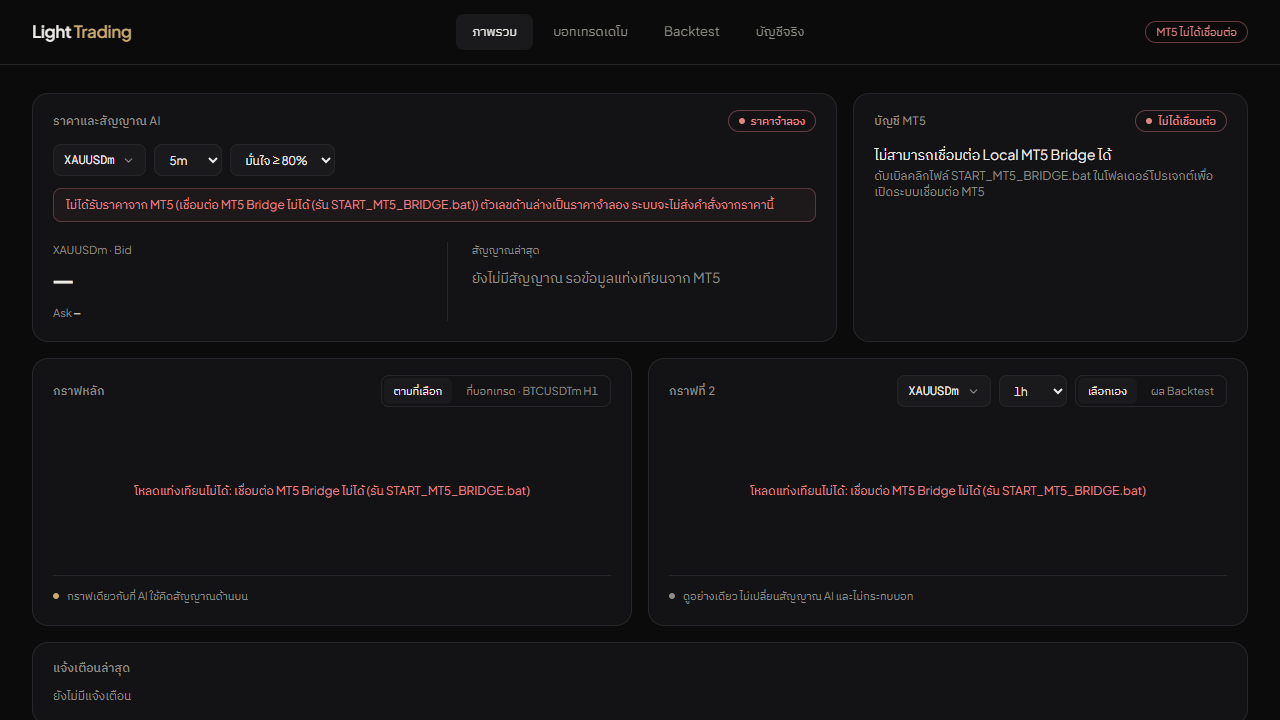 Light Trading
ภาพรวม
บอทเทรดเดโม
Backtest
บัญชีจริง
MT5 ไม่ได้เชื่อมต่อ
ราคาและสัญญาณ AI
ราคาจำลอง
XAUUSDm
5m
มั่นใจ ≥ 80%
ไม่ได้รับราคาจาก MT5 (เชื่อมต่อ MT5 Bridge ไม่ได้ (รัน START_MT5_BRIDGE.bat)) ตัวเลขด้านล่างเป็นราคาจำลอง ระบบจะไม่ส่งคำสั่งจากราคานี้
XAUUSDm · Bid
—
Ask –
สัญญาณล่าสุด
ยังไม่มีสัญญาณ รอข้อมูลแท่งเทียนจาก MT5
บัญชี MT5
ไม่ได้เชื่อมต่อ
ไม่สามารถเชื่อมต่อ Local MT5 Bridge ได้
ดับเบิลคลิกไฟล์ START_MT5_BRIDGE.bat ในโฟลเดอร์โปรเจกต์เพื่อ
เปิดระบบเชื่อมต่อ MT5
กราฟหลัก
ตามที่เลือก
ที่บอทเทรด · BTCUSDTm H1
โหลดแท่งเทียนไม่ได้: เชื่อมต่อ MT5 Bridge ไม่ได้ (รัน START_MT5_BRIDGE.bat)
กราฟเดียวกับที่ AI ใช้คิดสัญญาณด้านบน
กราฟที่ 2
XAUUSDm
1h
เลือกเอง
ผล Backtest
โหลดแท่งเทียนไม่ได้: เชื่อมต่อ MT5 Bridge ไม่ได้ (รัน START_MT5_BRIDGE.bat)
ดูอย่างเดียว ไม่เปลี่ยนสัญญาณ AI และไม่กระทบบอท
แจ้งเตือนล่าสุด
ยังไม่มีแจ้งเตือน